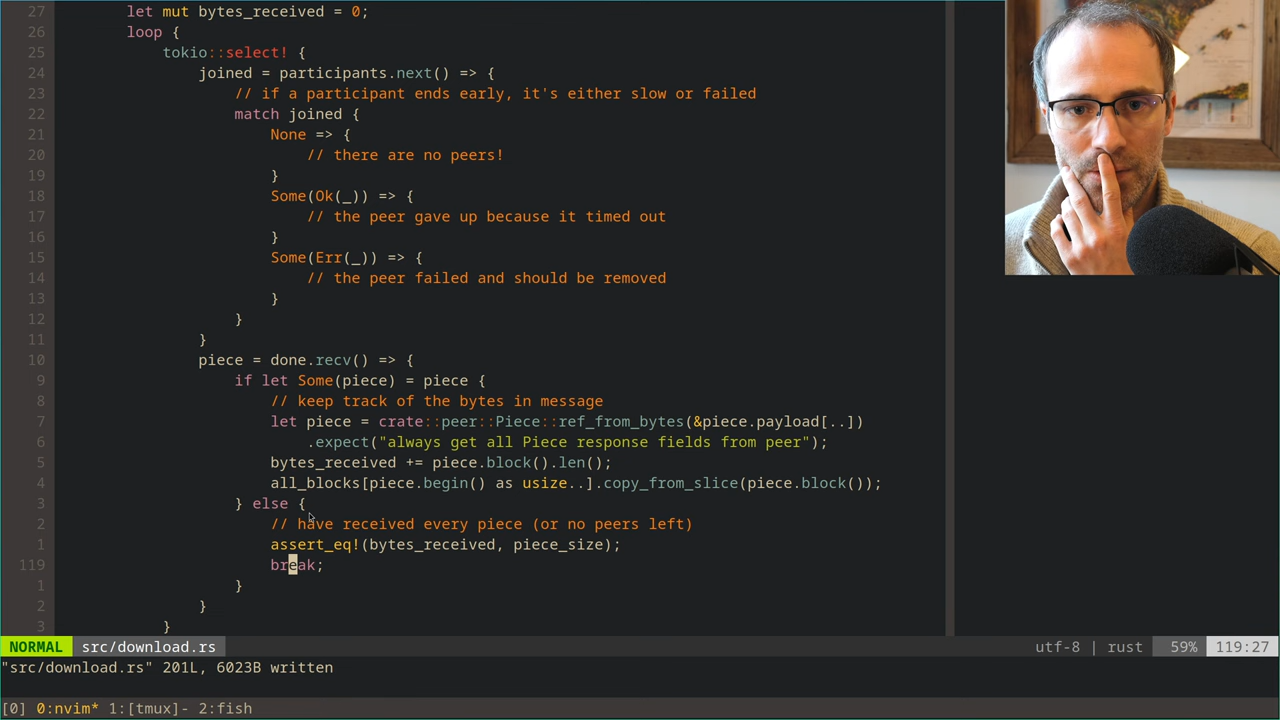 27 let mut bytes_received = 0;
26 loop {
25 tokio::select! {
24 joined = participants.next() => {
23 // if a participant ends early, it's either slow or failed
22 match joined {
21 None => {
20 // there are no peers!
19 }
18 Some(Ok(_)) => {
17 // the peer gave up because it timed out
16 }
15 Some(Err(_)) => {
14 // the peer failed and should be removed
13 }
12 }
11 }
10 piece = done.recv() => {
9 if let Some(piece) = piece {
8 // keep track of the bytes in message
7 let piece = crate::peer::Piece::ref_from_bytes(&piece.payload[..])
6 .expect("always get all Piece response fields from peer");
5 bytes_received += piece.block().len();
4 all_blocks[piece.begin() as usize..].copy_from_slice(piece.block());
3 } else {
2 // have received every piece (or no peers left)
1 assert_eq!(bytes_received, piece_size);
119 break;
1 }
2 }
3 }
NORMAL src/download.rs utf-8 | rust 59% 119:27
"src/download.rs" 201L, 6023B written
[0] 0:nvim* 1:[tmux]- 2:fish